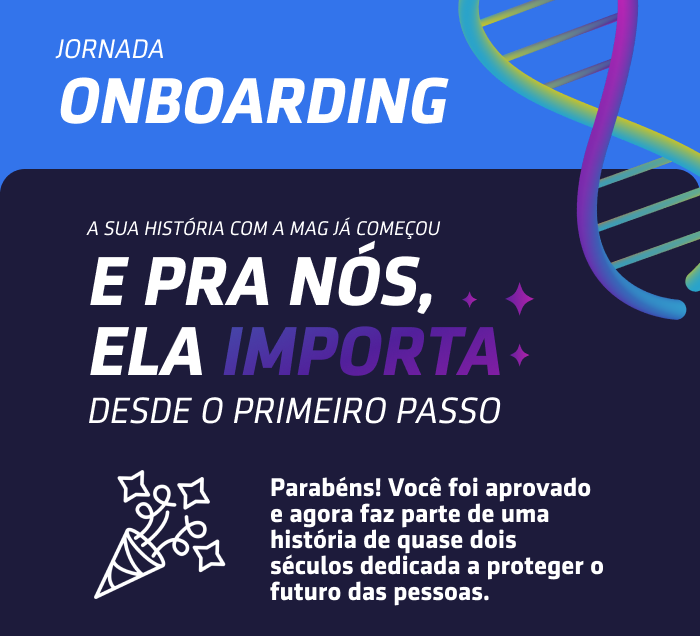 JORNADA
ONBOARDING
A SUA HISTÓRIA COM A MAG JÁ COMEÇOU
E PRA NÓS,
ELA IMPORTA
DESDE O PRIMEIRO PASSO
Parabéns! Você foi aprovado
e agora faz parte de uma
história de quase dois
séculos dedicada a proteger o
futuro das pessoas.